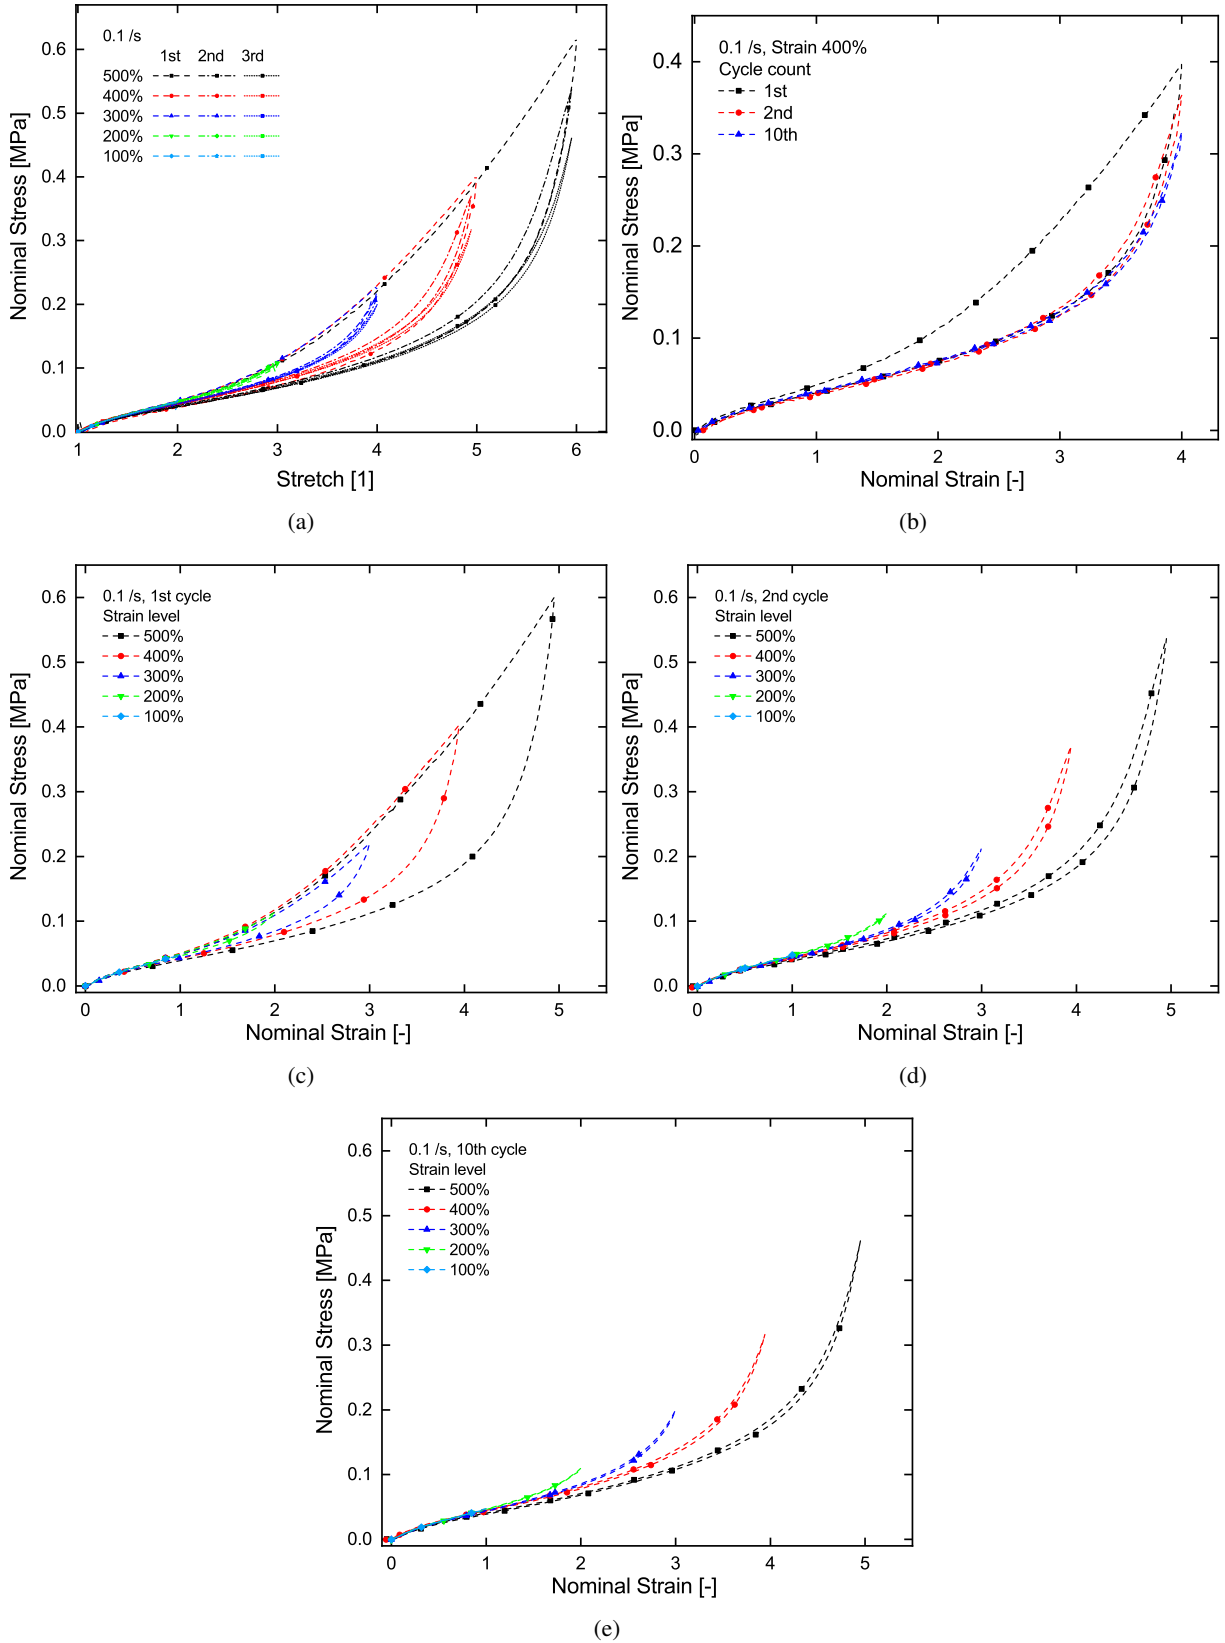 0.1 /s
1st 2nd 3rd
500%
400%
300%
200%
100%
0.6
0.5
0.4
0.3
0.2
0.1
0.0
Nominal Stress [MPa]
1 2 3 4 5 6
Stretch [1]
(a)
0.1 /s, Strain 400%
Cycle count
1st
2nd
10th
0.4
0.3
0.2
0.1
0.0
Nominal Stress [MPa]
0 1 2 3 4
Nominal Strain [-]
(b)
0.1 /s, 1st cycle
Strain level
500%
400%
300%
200%
100%
0.6
0.5
0.4
0.3
0.2
0.1
0.0
Nominal Stress [MPa]
0 1 2 3 4 5
Nominal Strain [-]
(c)
0.1 /s, 2nd cycle
Strain level
500%
400%
300%
200%
100%
0.6
0.5
0.4
0.3
0.2
0.1
0.0
Nominal Stress [MPa]
0 1 2 3 4 5
Nominal Strain [-]
(d)
0.1 /s, 10th cycle
Strain level
500%
400%
300%
200%
100%
0.6
0.5
0.4
0.3
0.2
0.1
0.0
Nominal Stress [MPa]
0 1 2 3 4 5
Nominal Strain [-]
(e)